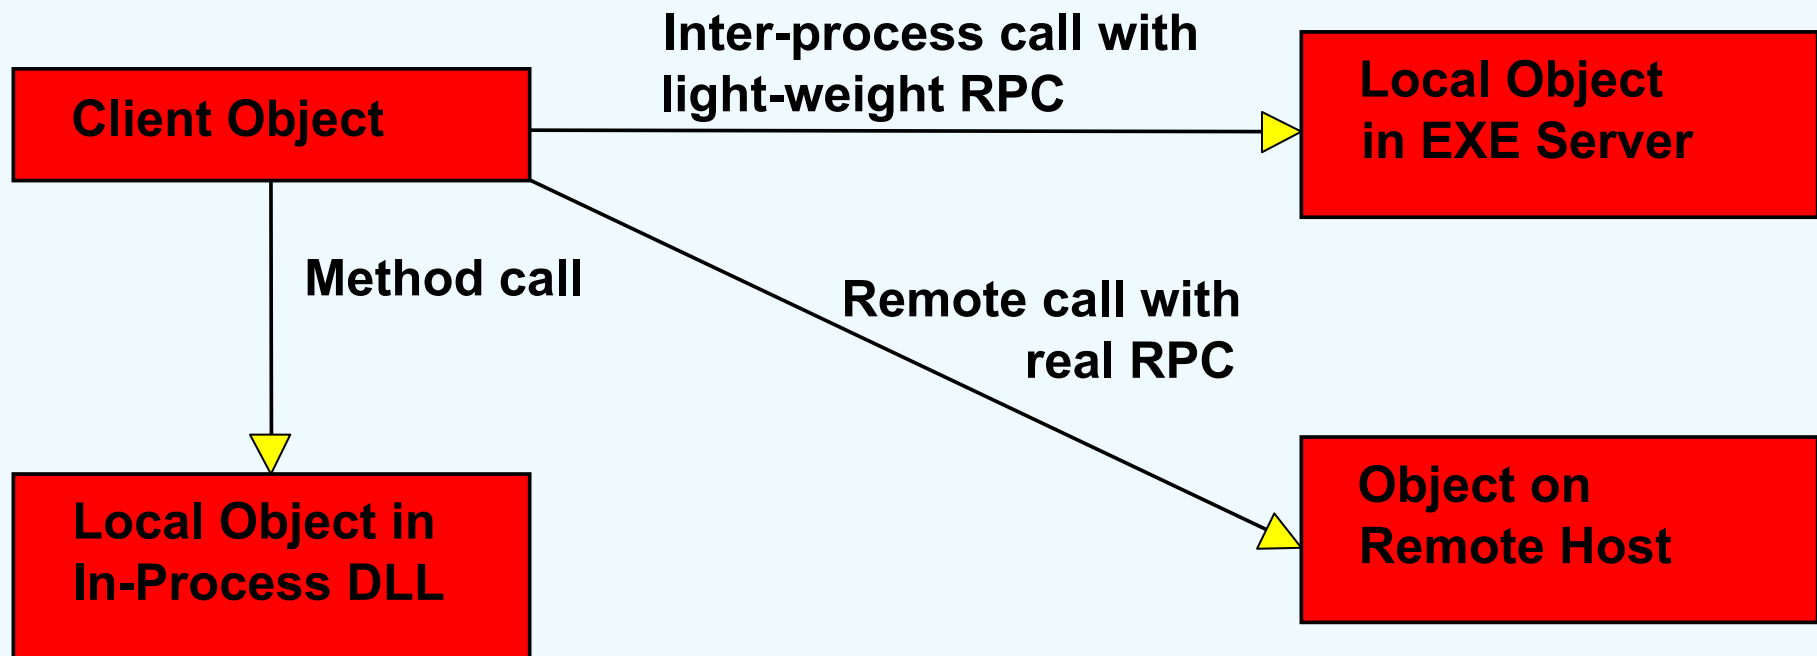 Inter-process call with
light-weight RPC
Client Object
Local Object
in EXE Server
Method call
Remote call with
real RPC
Local Object in
In-Process DLL
Object on
Remote Host